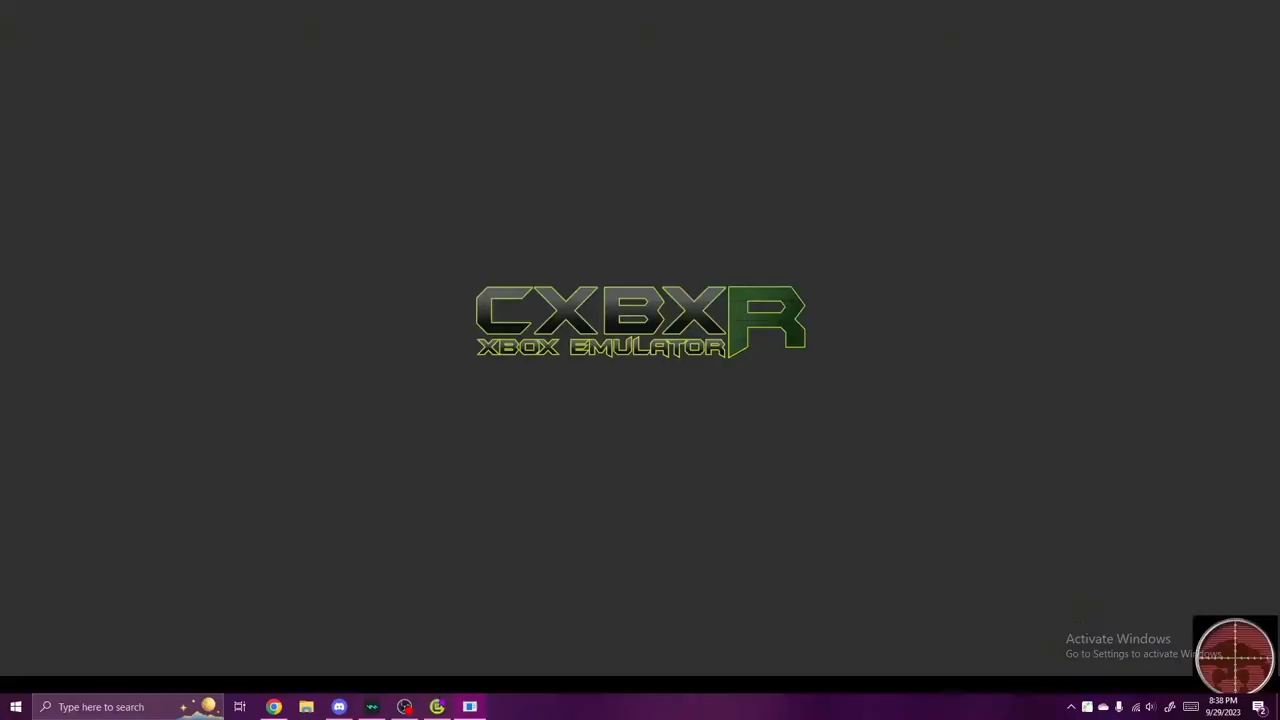 CXBXR
XBOX EMULATOR
Activate Windows
Go to Settings to activate Windows.
Type here to search
8:38 PM
9/29/2023
2